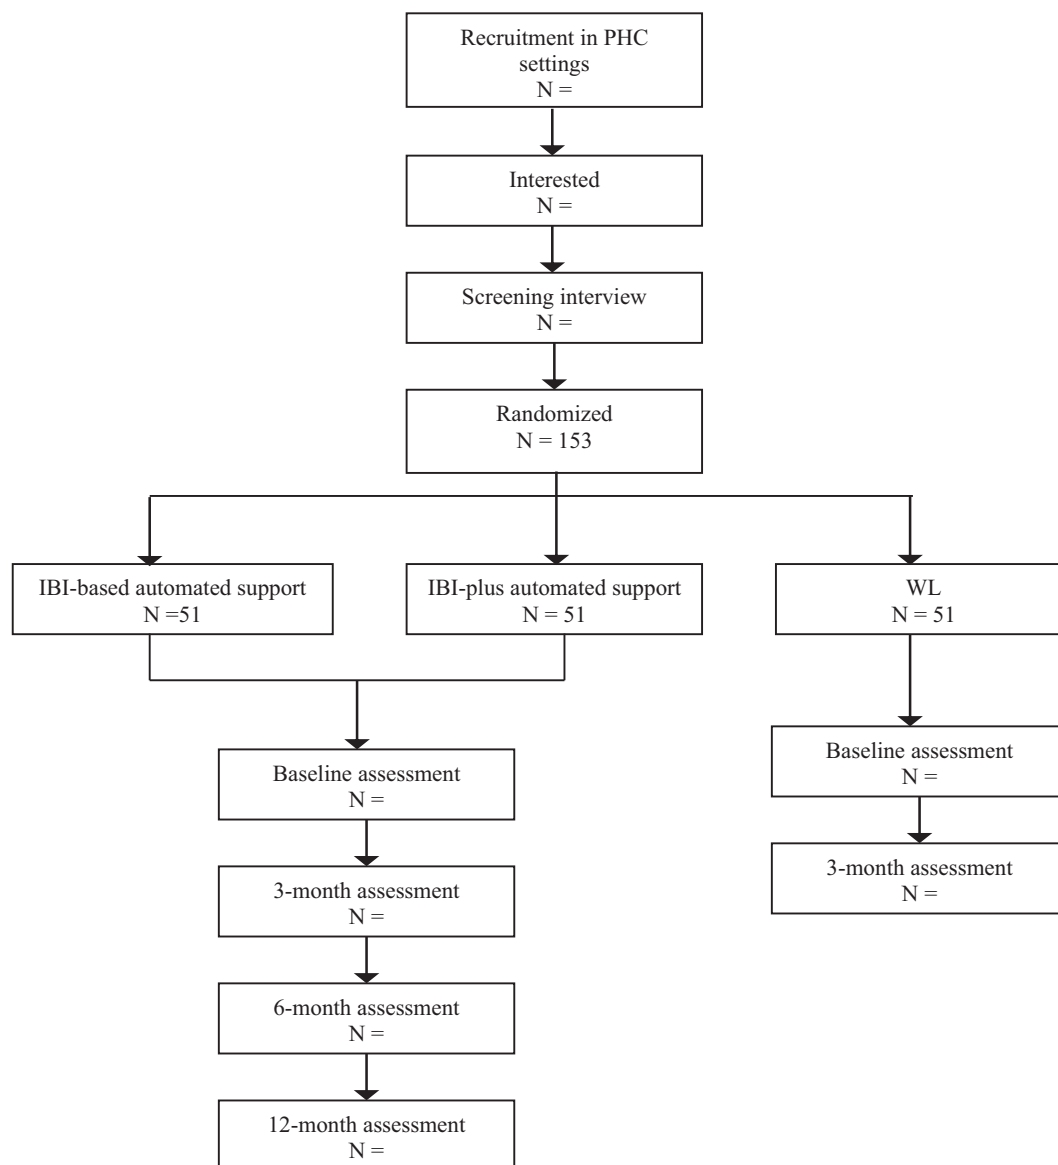 Recruitment in PHC
settings
N =
Interested
N =
Screening interview
N =
Randomized
N = 153
IBI-based automated support
N =51
IBI-plus automated support
N = 51
WL
N = 51
Baseline assessment
N =
3-month assessment
N =
6-month assessment
N =
12-month assessment
N =
Baseline assessment
N =
3-month assessment
N =